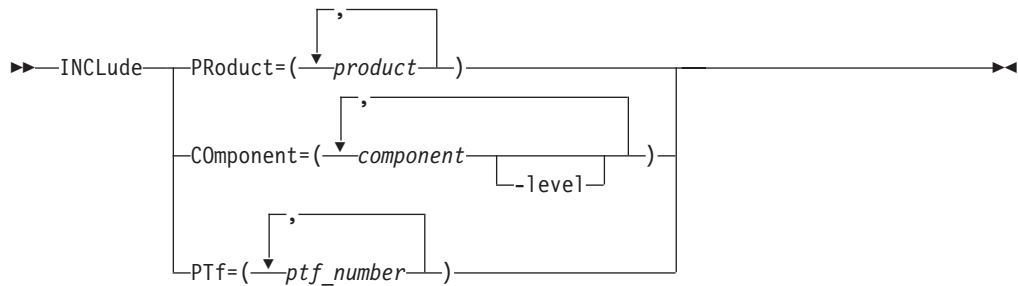 ,
INCLude PRoduct=( product )
,
COmponent=( component )
-level
,
PTf=( ptf_number )